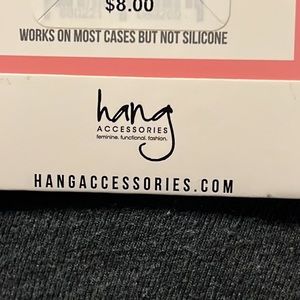 $8.00
WORKS ON MOST CASES BUT NOT SILICONE
hang
ACCESSORIES
feminine. functional. fashion.
HANGACCESSORIES.COM